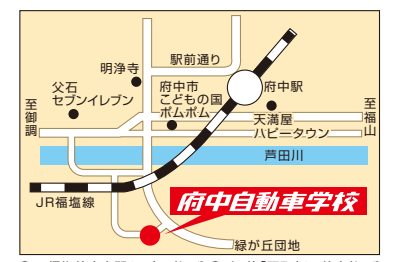 駅前通り
明浄寺
府中駅
父石
セブンイレブン
府中市
こどもの国
ポムポム
至御調
天満屋
ハピータウン
至福山
芦田川
JR福塩線
府中自動車学校
緑が丘団地